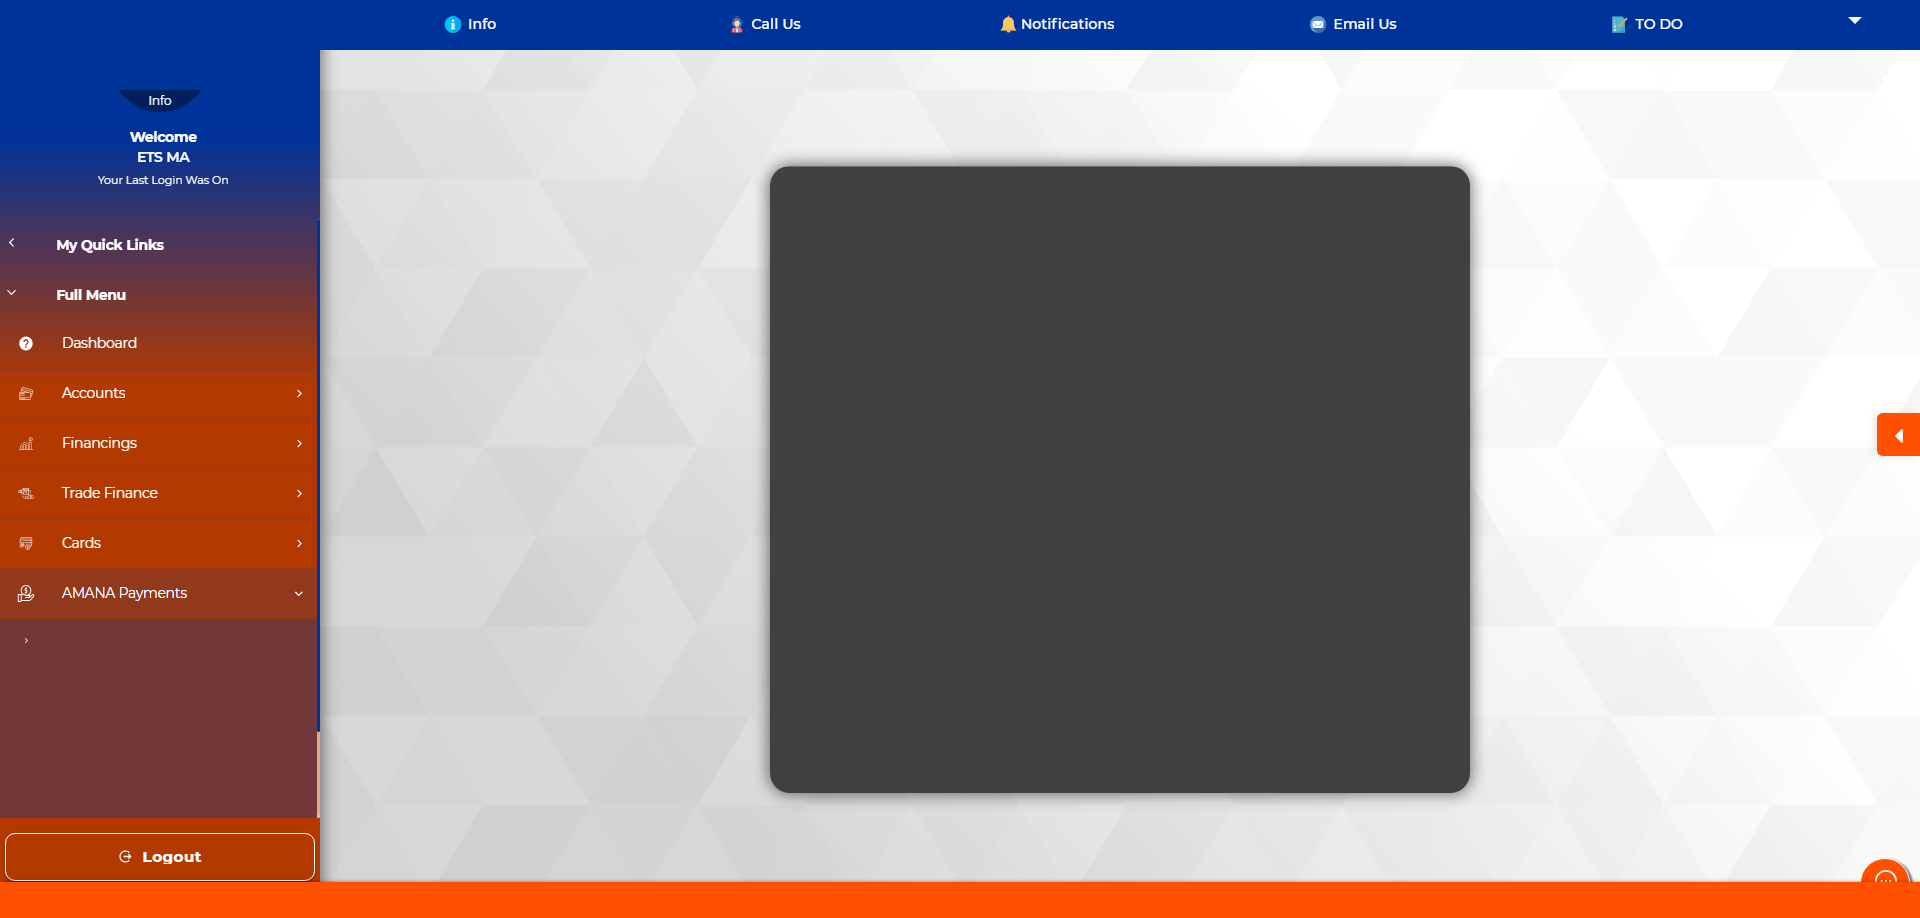 Info
Call Us
Notifications
Email Us
TO DO
Info
Welcome
ETS MA
Your Last Login Was On
My Quick Links
Full Menu
Dashboard
Accounts
Financings
Trade Finance
Cards
AMANA Payments
Logout